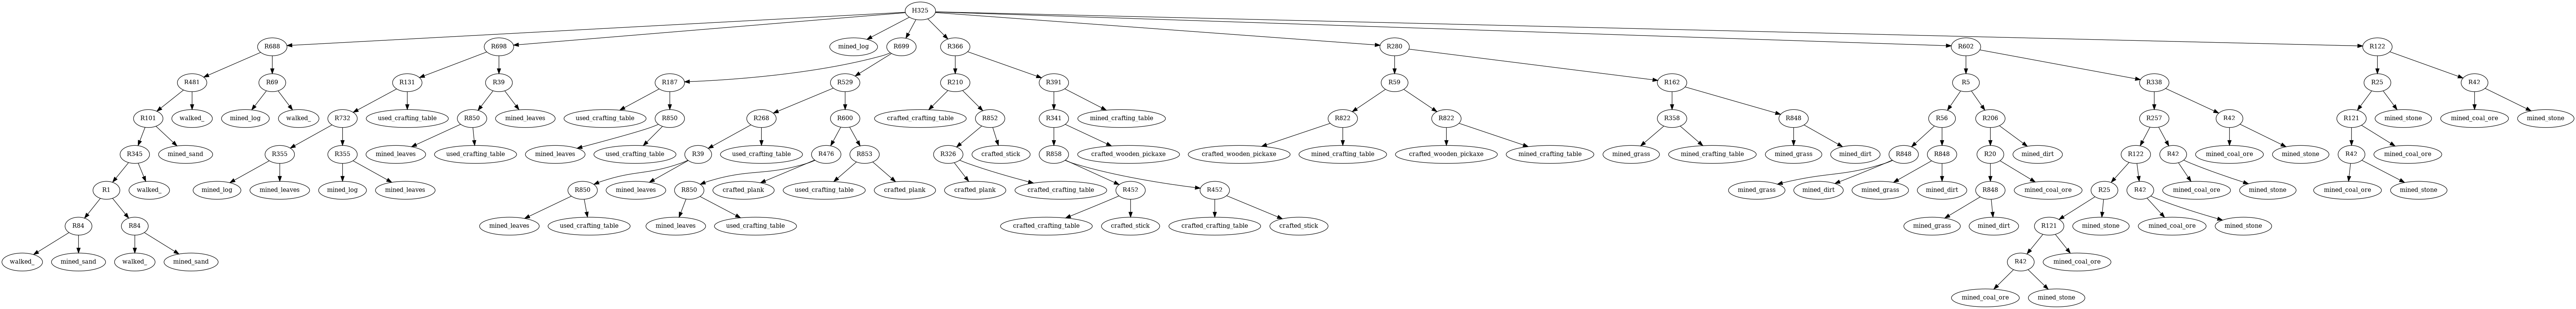 H325
R688 R698 mined_log R699 R366 R280 R602 R122
R481 R69 R131 R39 R187 R529 R210 R391 R59 R162 R5 R338 R25 R42
R101 walked_ mined_log walked_ R732 used_crafting_table R850 mined_leaves used_crafting_table R850 R268 R600 crafted_crafting_table R852 R341 mined_crafting_table R822 R822 R358 R848 R56 R206 R257 R42 R121 mined_stone mined_coal_ore mined_stone
R345 mined_sand R355 R355 mined_leaves used_crafting_table mined_leaves used_crafting_table R39 used_crafting_table R476 R853 R326 crafted_stick R858 crafted_wooden_pickaxe crafted_wooden_pickaxe mined_crafting_table crafted_wooden_pickaxe mined_crafting_table mined_grass mined_crafting_table mined_grass mined_dirt R848 R848 R20 mined_dirt R122 R42 mined_coal_ore mined_stone R42 mined_coal_ore
R1 walked_ mined_log mined_leaves mined_log mined_leaves R850 mined_leaves R850 crafted_plank used_crafting_table crafted_plank crafted_plank crafted_crafting_table R452 R452 mined_grass mined_dirt mined_grass mined_dirt R848 mined_coal_ore R25 R42 mined_coal_ore mined_stone mined_coal_ore mined_stone
R84 R84 mined_leaves used_crafting_table mined_leaves used_crafting_table crafted_crafting_table crafted_stick crafted_crafting_table crafted_stick mined_grass mined_dirt R121 mined_stone mined_coal_ore mined_stone
walked_ mined_sand walked_ mined_sand R42 mined_coal_ore
mined_coal_ore mined_stone